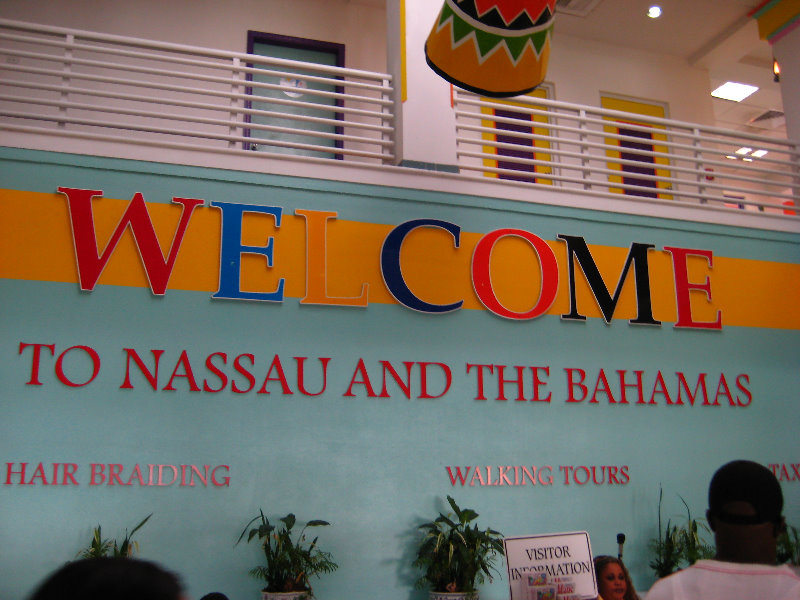 WELCOME
TO NASSAU AND THE BAHAMAS
HAIR BRAIDING
WALKING TOURS
VISITOR
INFORMATION